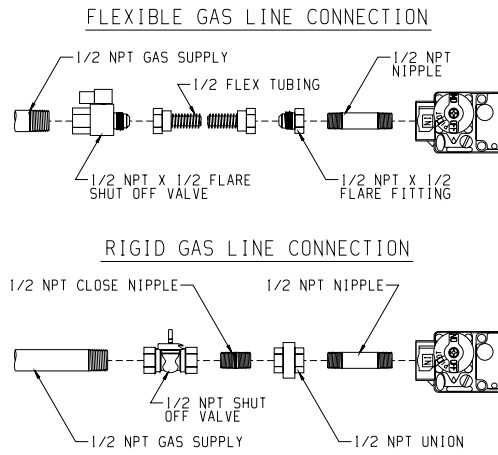 FLEXIBLE GAS LINE CONNECTION
1/2 NPT GAS SUPPLY
1/2 FLEX TUBING
1/2 NPT
NIPPLE
IN
1/2 NPT X 1/2 FLARE
SHUT OFF VALVE
1/2 NPT X 1/2
FLARE FITTING
RIGID GAS LINE CONNECTION
1/2 NPT CLOSE NIPPLE
1/2 NPT NIPPLE
IN
1/2 NPT SHUT
OFF VALVE
1/2 NPT GAS SUPPLY
1/2 NPT UNION